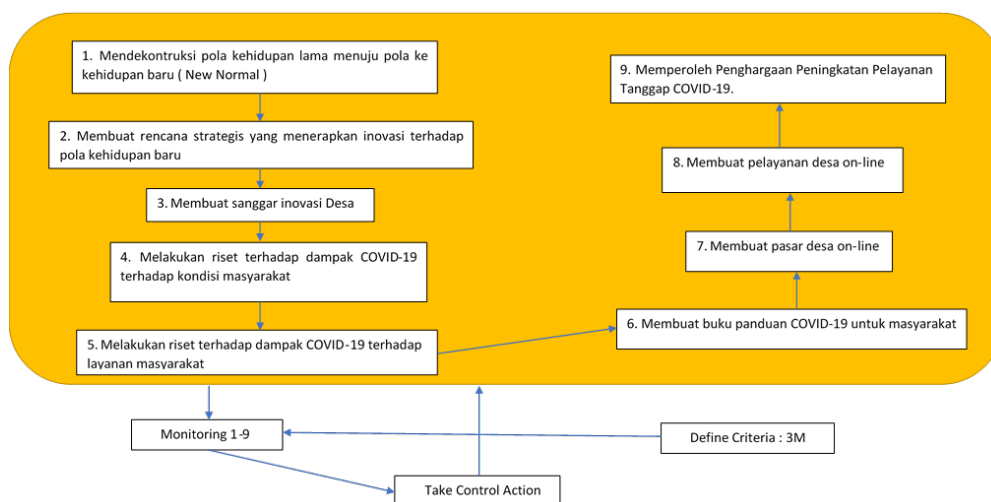 1. Mendekontruksi pola kehidupan lama menuju pola ke
kehidupan baru ( New Normal )
2. Membuat rencana strategis yang menerapkan inovasi terhadap
pola kehidupan baru
3. Membuat sanggar inovasi Desa
4. Melakukan riset terhadap dampak COVID-19
terhadap kondisi masyarakat
5. Melakukan riset terhadap dampak COVID-19 terhadap
layanan masyarakat
6. Membuat buku panduan COVID-19 untuk masyarakat
7. Membuat pasar desa on-line
8. Membuat pelayanan desa on-line
9. Memperoleh Penghargaan Peningkatan Pelayanan
Tanggap COVID-19.
Monitoring 1-9
Define Criteria : 3M
Take Control Action